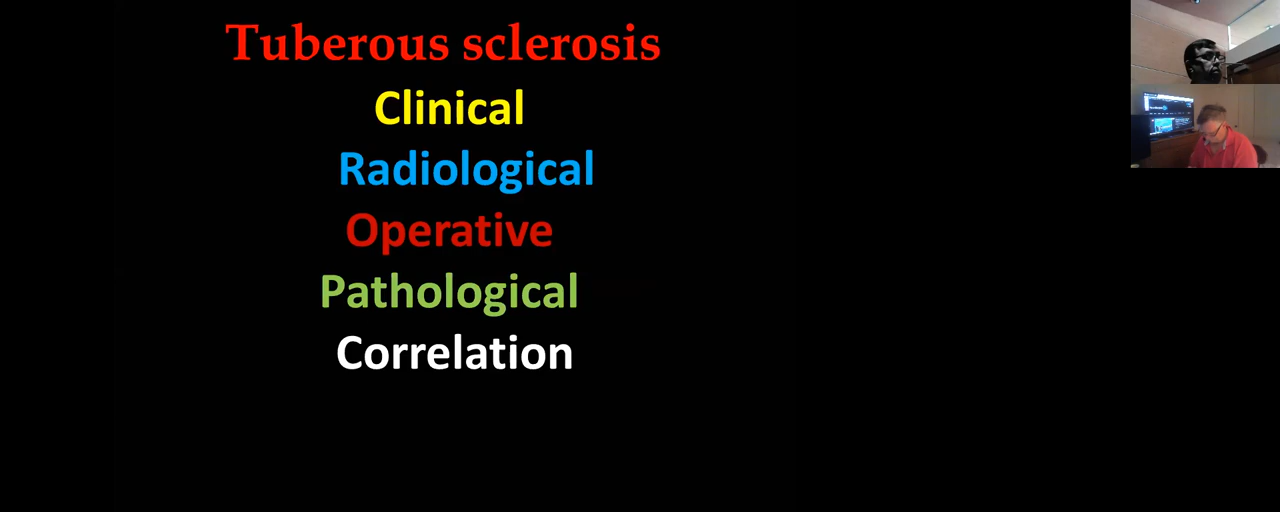 Tuberous sclerosis
Clinical
Radiological
Operative
Pathological
Correlation